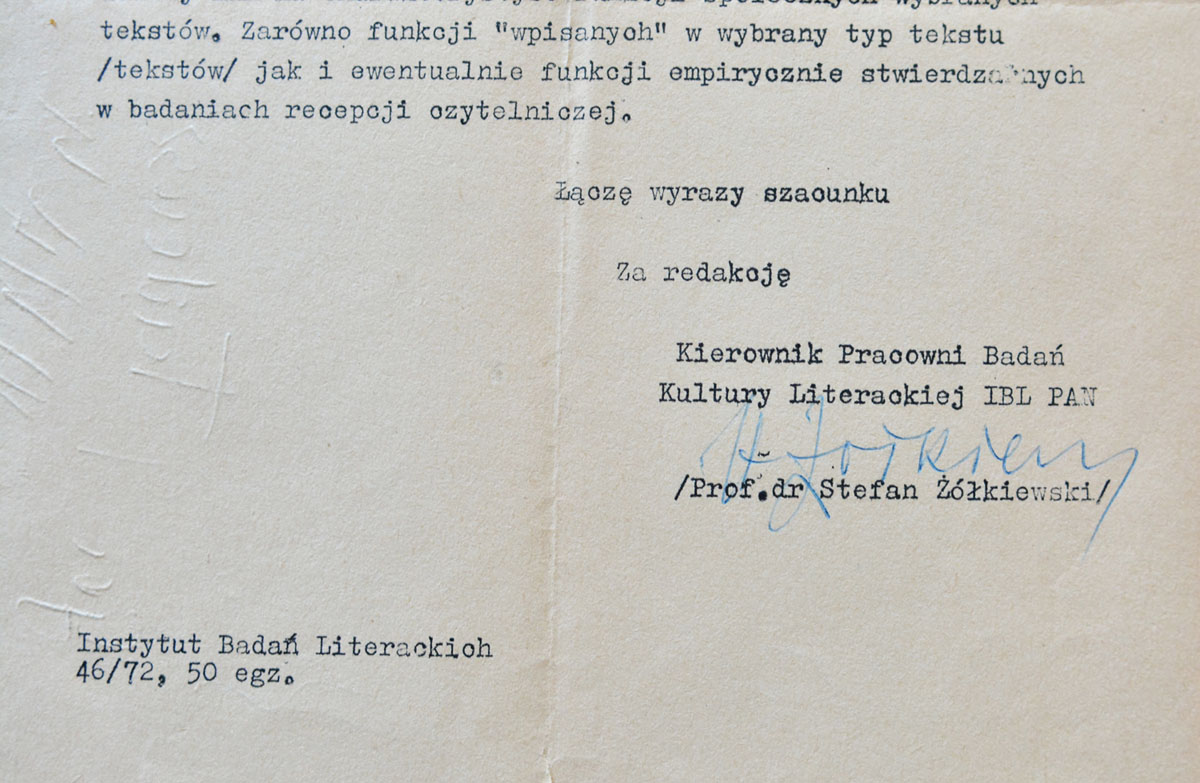 tekstów. Zarówno funkcji "wpisanych" w wybrany typ tekstu
/tekstów/ jak i ewentualnie funkcji empirycznie stwierdzalnych
w badaniach recepcji czytelniczej.
Łączę wyrazy szacunku
Za redakcję
Kierownik Pracowni Badań
Kultury Literackiej IBL PAN
/Prof.dr Stefan Żółkiewski/
Instytut Badań Literackich
46/72, 50 egz.